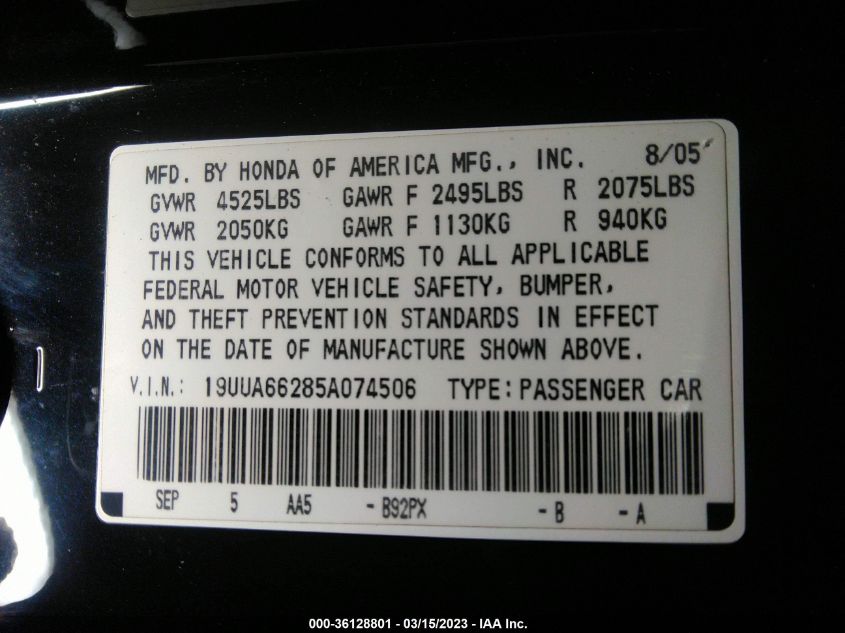 MFD. BY HONDA OF AMERICA MFG., INC. 8/05
GVWR 4525LBS GAWR F 2495LBS R 2075LBS
GVWR 2050KG GAWR F 1130KG R 940KG
THIS VEHICLE CONFORMS TO ALL APPLICABLE
FEDERAL MOTOR VEHICLE SAFETY, BUMPER,
AND THEFT PREVENTION STANDARDS IN EFFECT
ON THE DATE OF MANUFACTURE SHOWN ABOVE.
V.I.N.: 19UUA66285A074506 TYPE: PASSENGER CAR
SEP 5 AA5 - B92PX - B - A
000-36128801 - 03/15/2023 - IAA Inc.